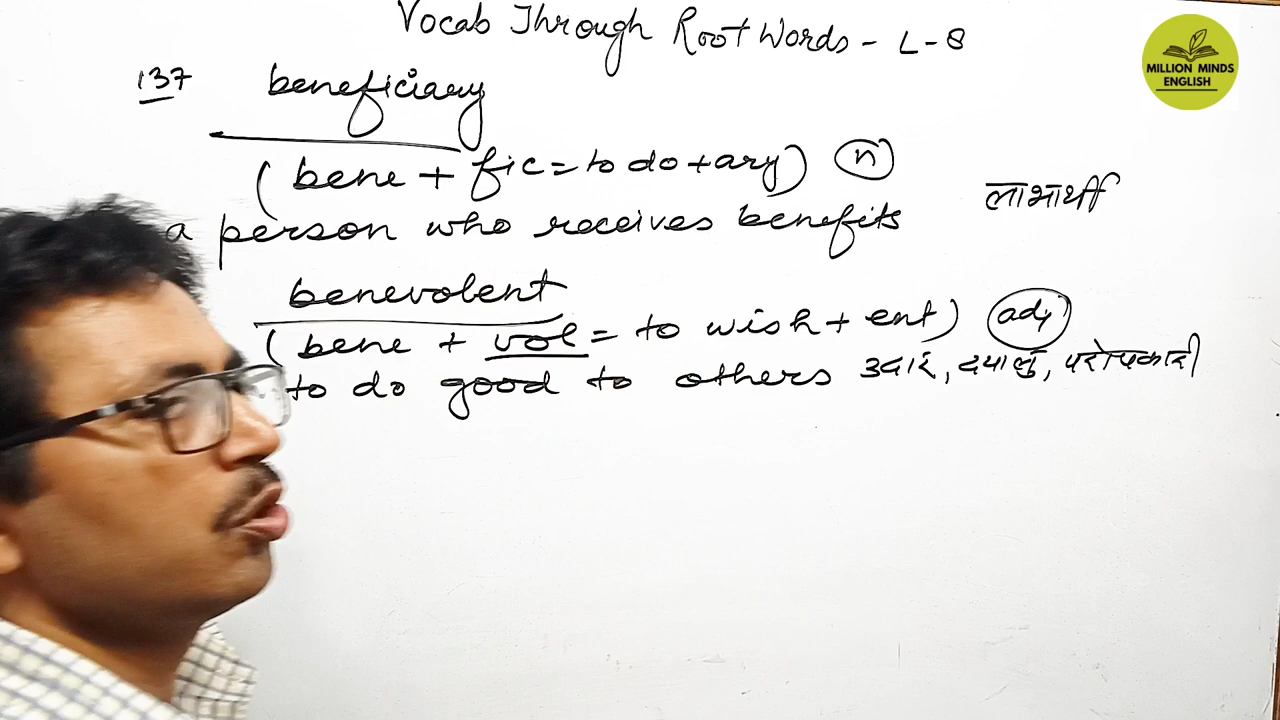 Vocab Through Root Words - L-8
MILLION MINDS
ENGLISH
137 beneficiary
(bene + fic = to do + ary) n
लाभार्थी
a person who receives benefits
benevolent
(bene + vol = to wish + ent) adj
to do good to others उदार, दयालु, परोपकारी